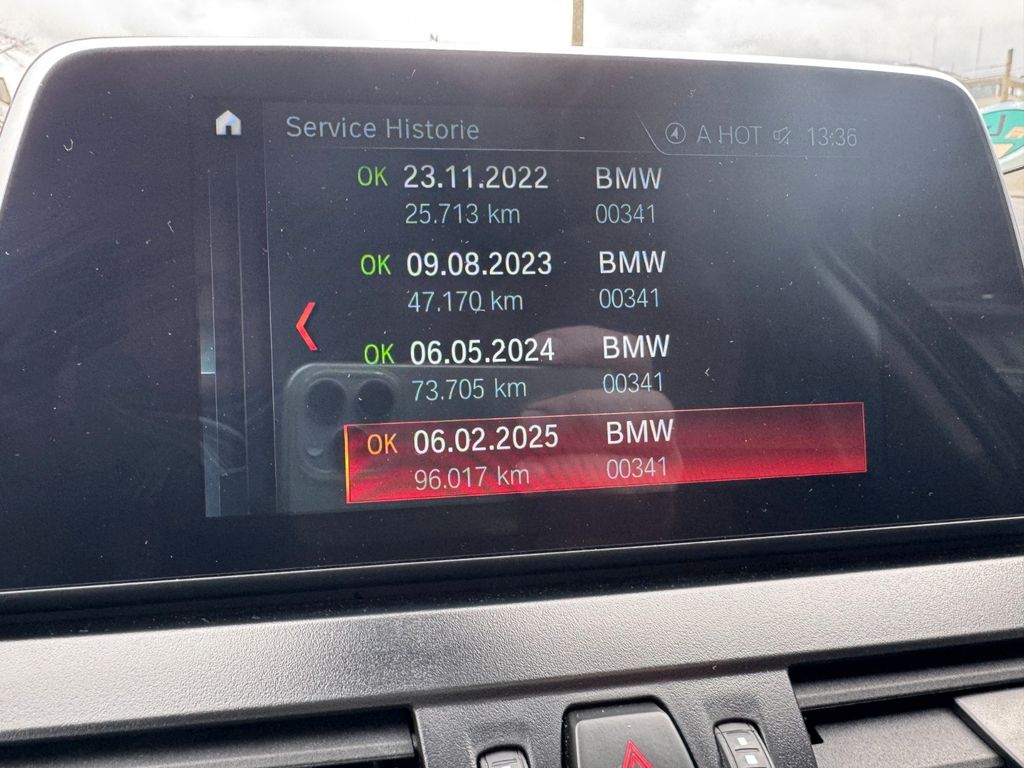 Service Historie
A HOT 13:36
OK 23.11.2022 BMW
25.713 km 00341
OK 09.08.2023 BMW
47.170 km 00341
OK 06.05.2024 BMW
73.705 km 00341
OK 06.02.2025 BMW
96.017 km 00341